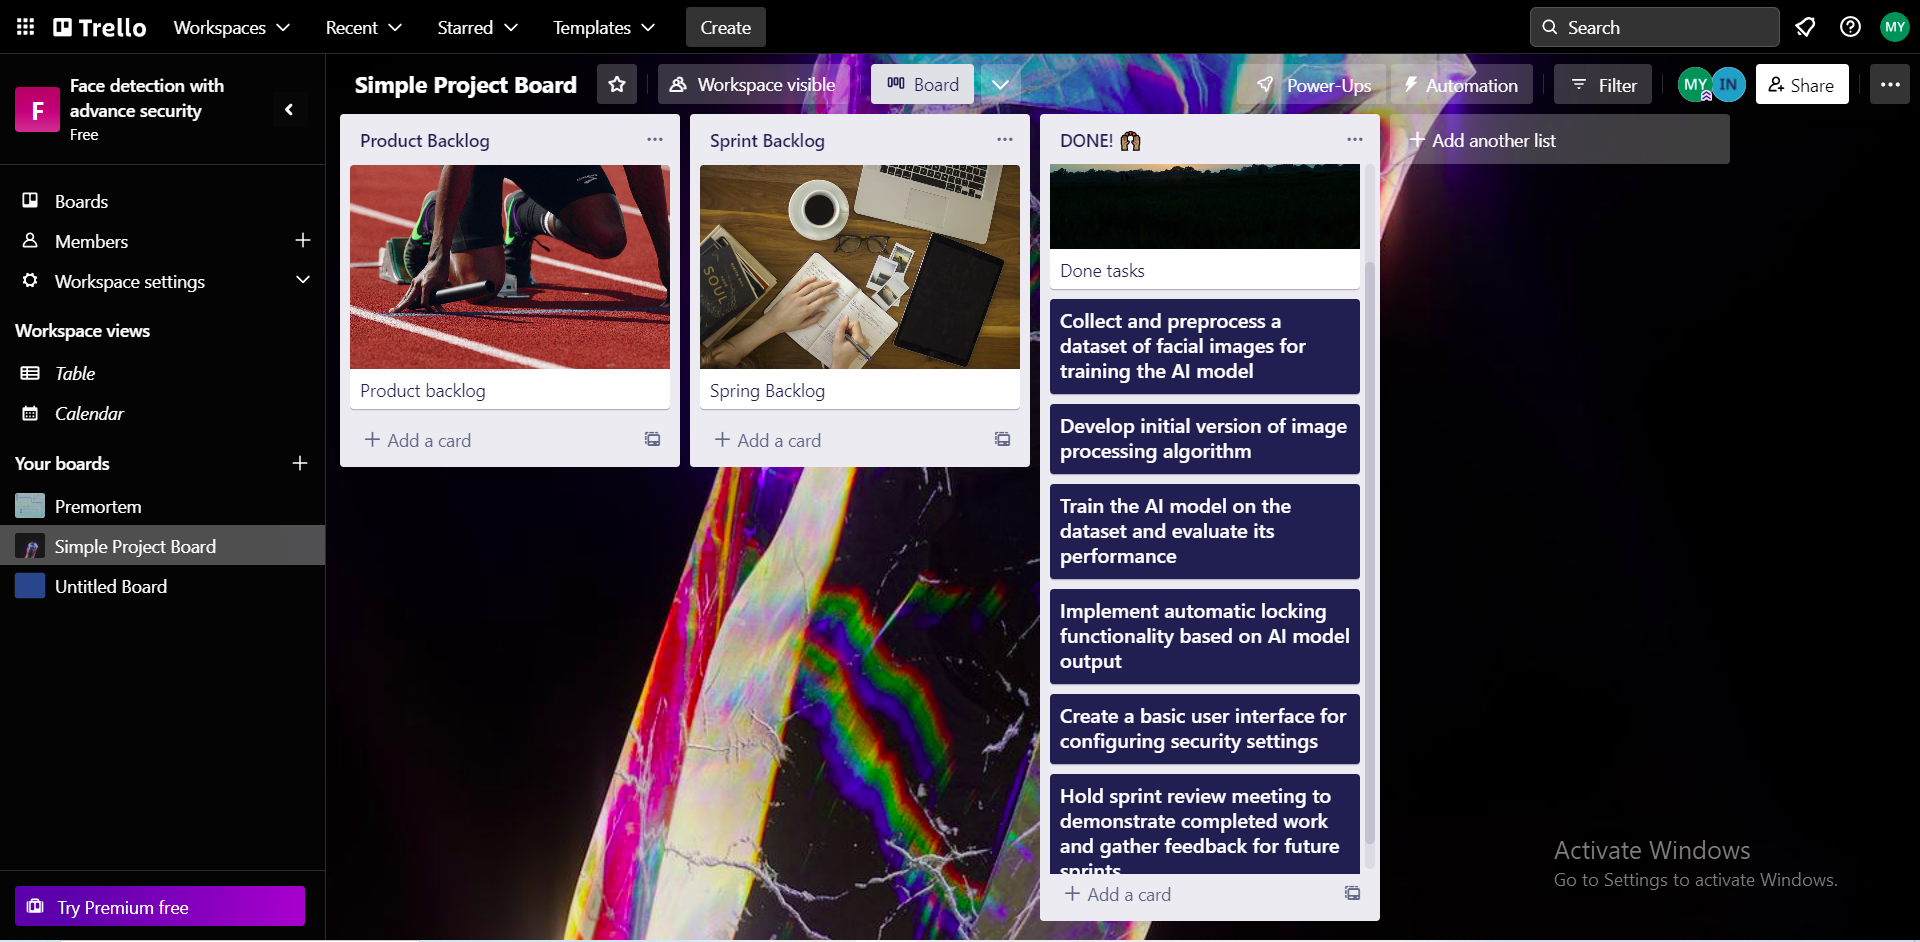 Trello
Workspaces
Recent
Starred
Templates
Create
Search
MY
F
Face detection with
advance security
Free
Boards
Members
Workspace settings
Workspace views
Table
Calendar
Your boards
Premortem
Simple Project Board
Untitled Board
Try Premium free
Simple Project Board
Workspace visible
Board
Power-Ups
Automation
Filter
MY
IN
Share
Product Backlog
Product backlog
Add a card
Sprint Backlog
SOUL
Spring Backlog
Add a card
DONE! 🙌🏽
Done tasks
Collect and preprocess a
dataset of facial images for
training the AI model
Develop initial version of image
processing algorithm
Train the AI model on the
dataset and evaluate its
performance
Implement automatic locking
functionality based on AI model
output
Create a basic user interface for
configuring security settings
Hold sprint review meeting to
demonstrate completed work
and gather feedback for future
sprints
Add a card
Add another list
Activate Windows
Go to Settings to activate Windows.